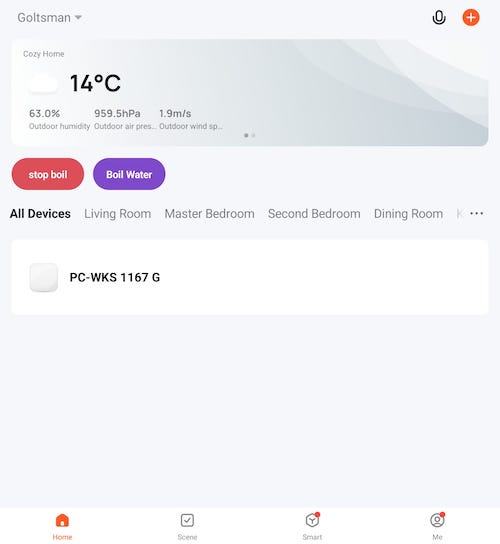 Goltsman
Cozy Home
14°C
63.0% 959.5hPa 1.9m/s
Outdoor humidity Outdoor air pres... Outdoor wind sp...
stop boil Boil Water
All Devices Living Room Master Bedroom Second Bedroom Dining Room K ...
PC-WKS 1167 G
Home Scene Smart Me